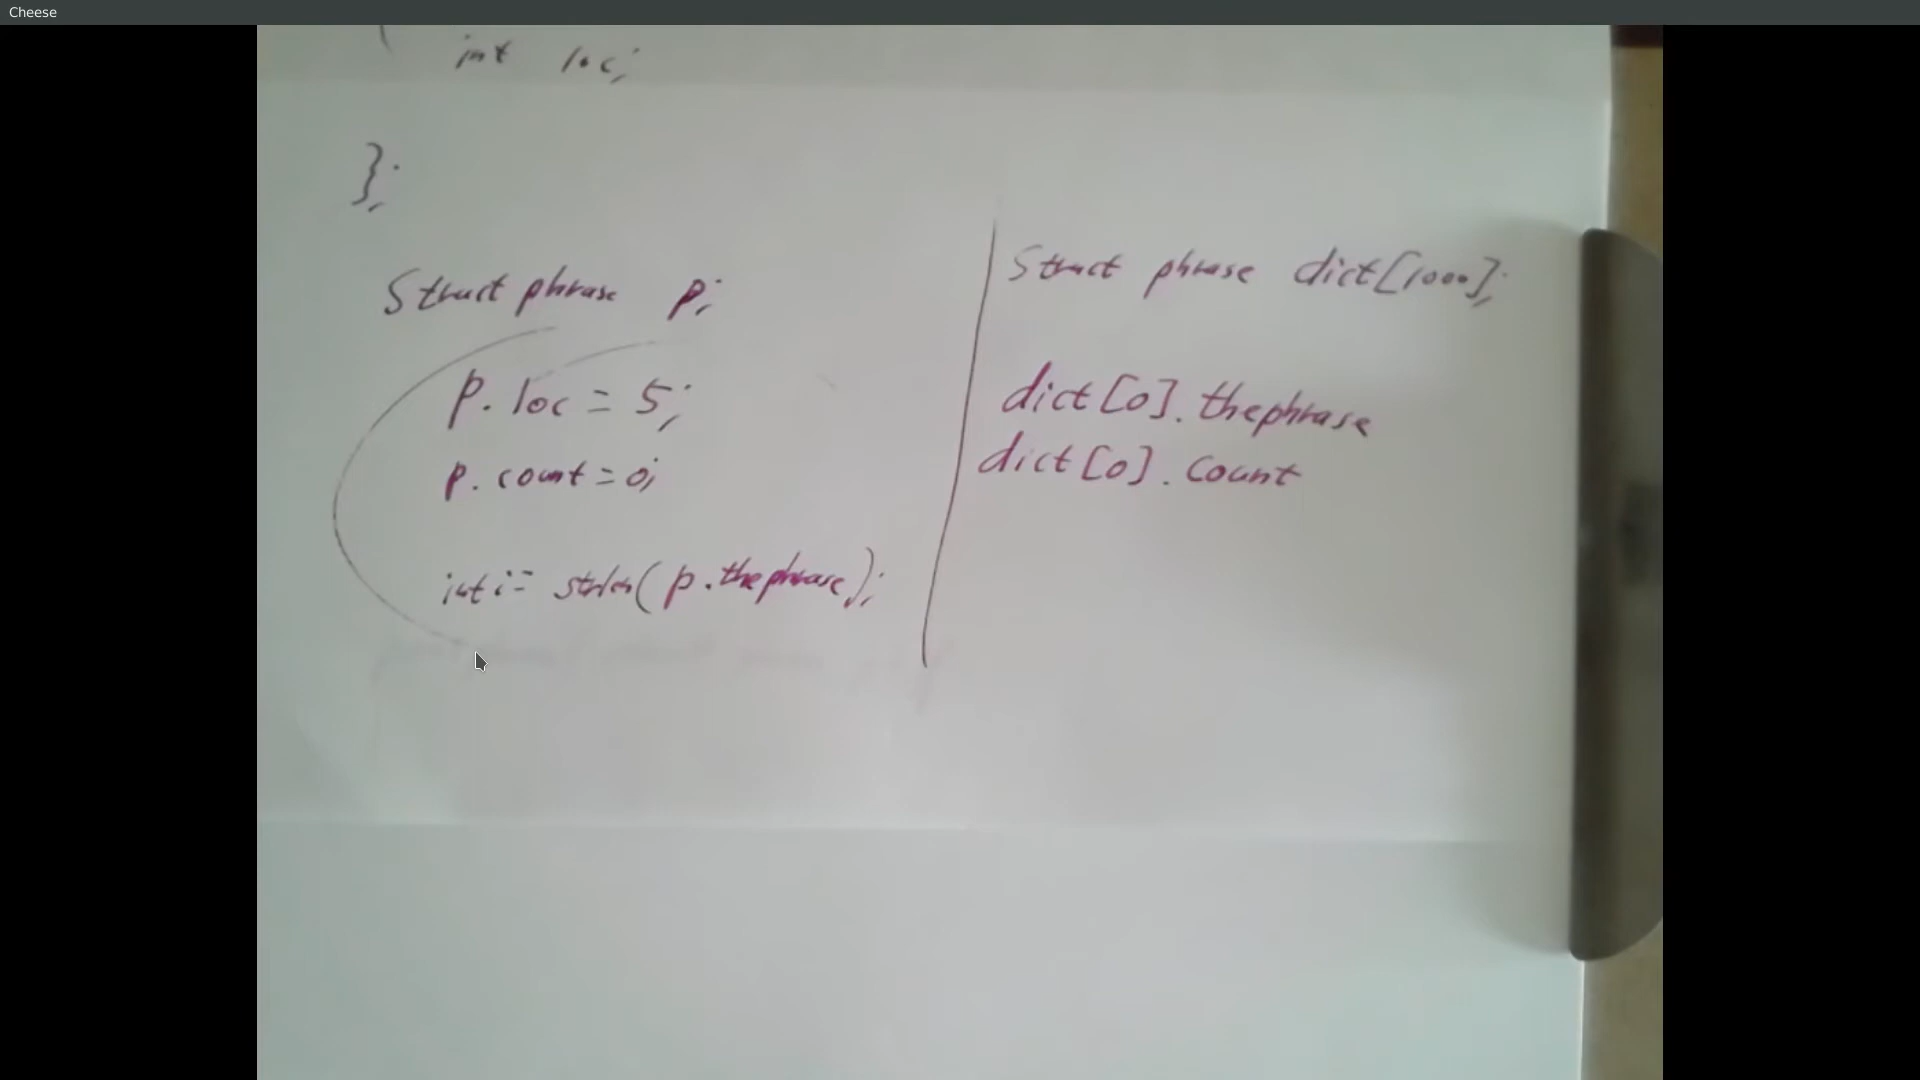 Cheese
int loc;
};
Struct phrase p;
p.loc = 5;
p.count = 0;
int i = strlen(p.thephrase);
Struct phrase dict[1000];
dict[0].thephrase
dict[0].count